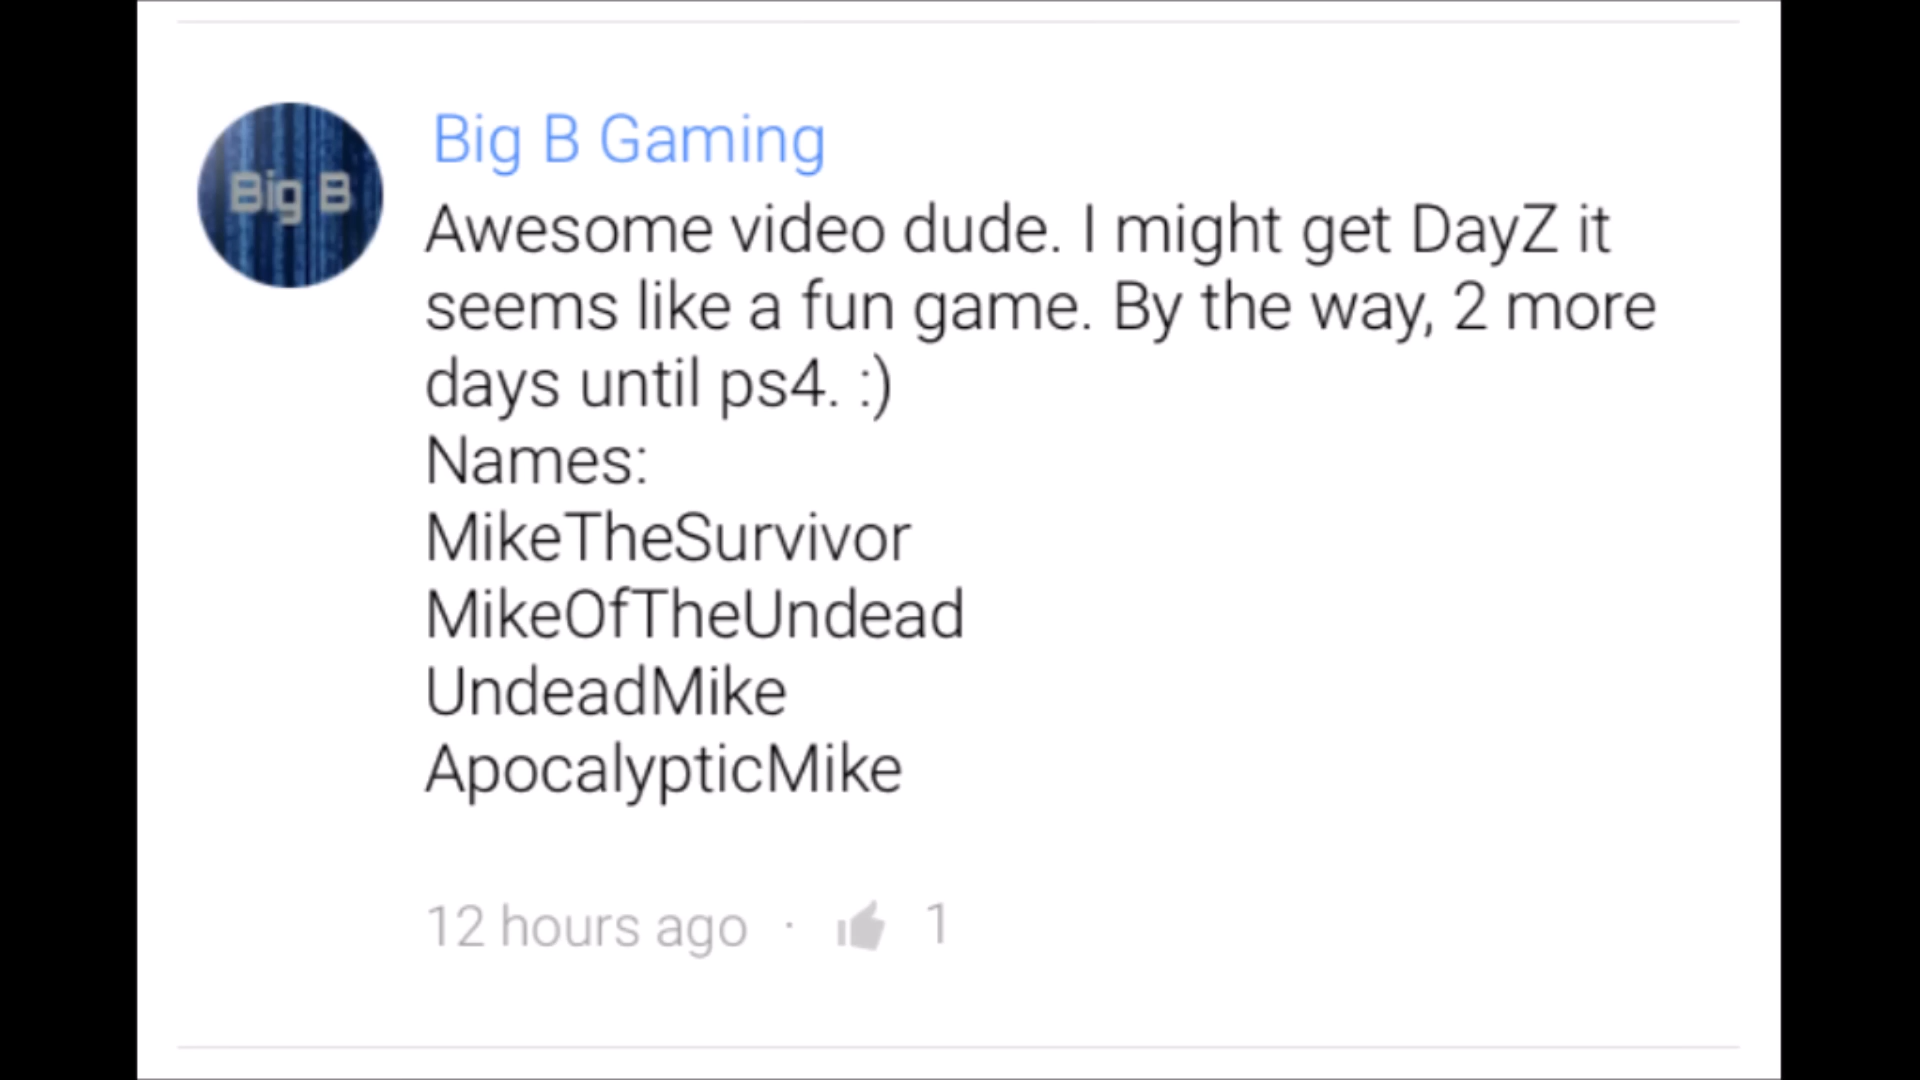 Big B
Big B Gaming
Awesome video dude. I might get DayZ it
seems like a fun game. By the way, 2 more
days until ps4. :)
Names:
MikeTheSurvivor
MikeOfTheUndead
UndeadMike
ApocalypticMike
12 hours ago · 1